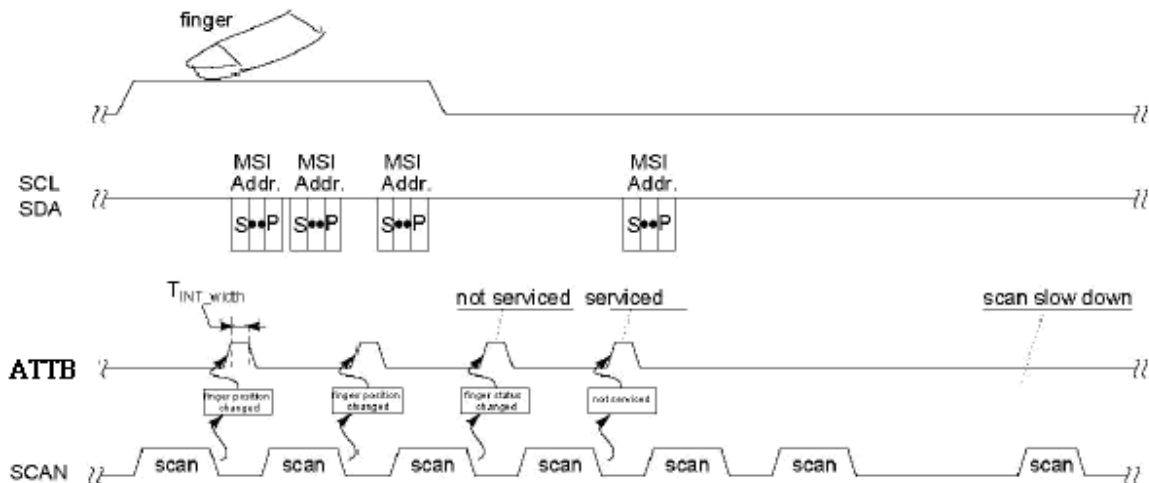 finger
MSI Addr.
MSI Addr.
MSI Addr.
MSI Addr.
SCL
SDA
S••P
S••P
S••P
S••P
TINT_width
not serviced
serviced
scan slow down
ATTB
finger position changed
finger position changed
finger status changed
not serviced
SCAN
scan
scan
scan
scan
scan
scan
scan